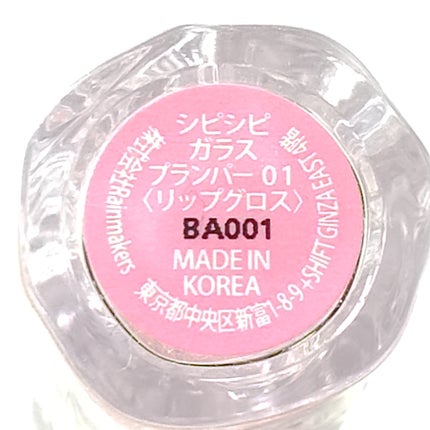 シピシピ
ガラス
プランパー 01
〈リップグロス〉
BA001
MADE IN
KOREA
株式会社Rainmakers
東京都中央区新富1-8-9 +SHIFT GINZA EAST 4階